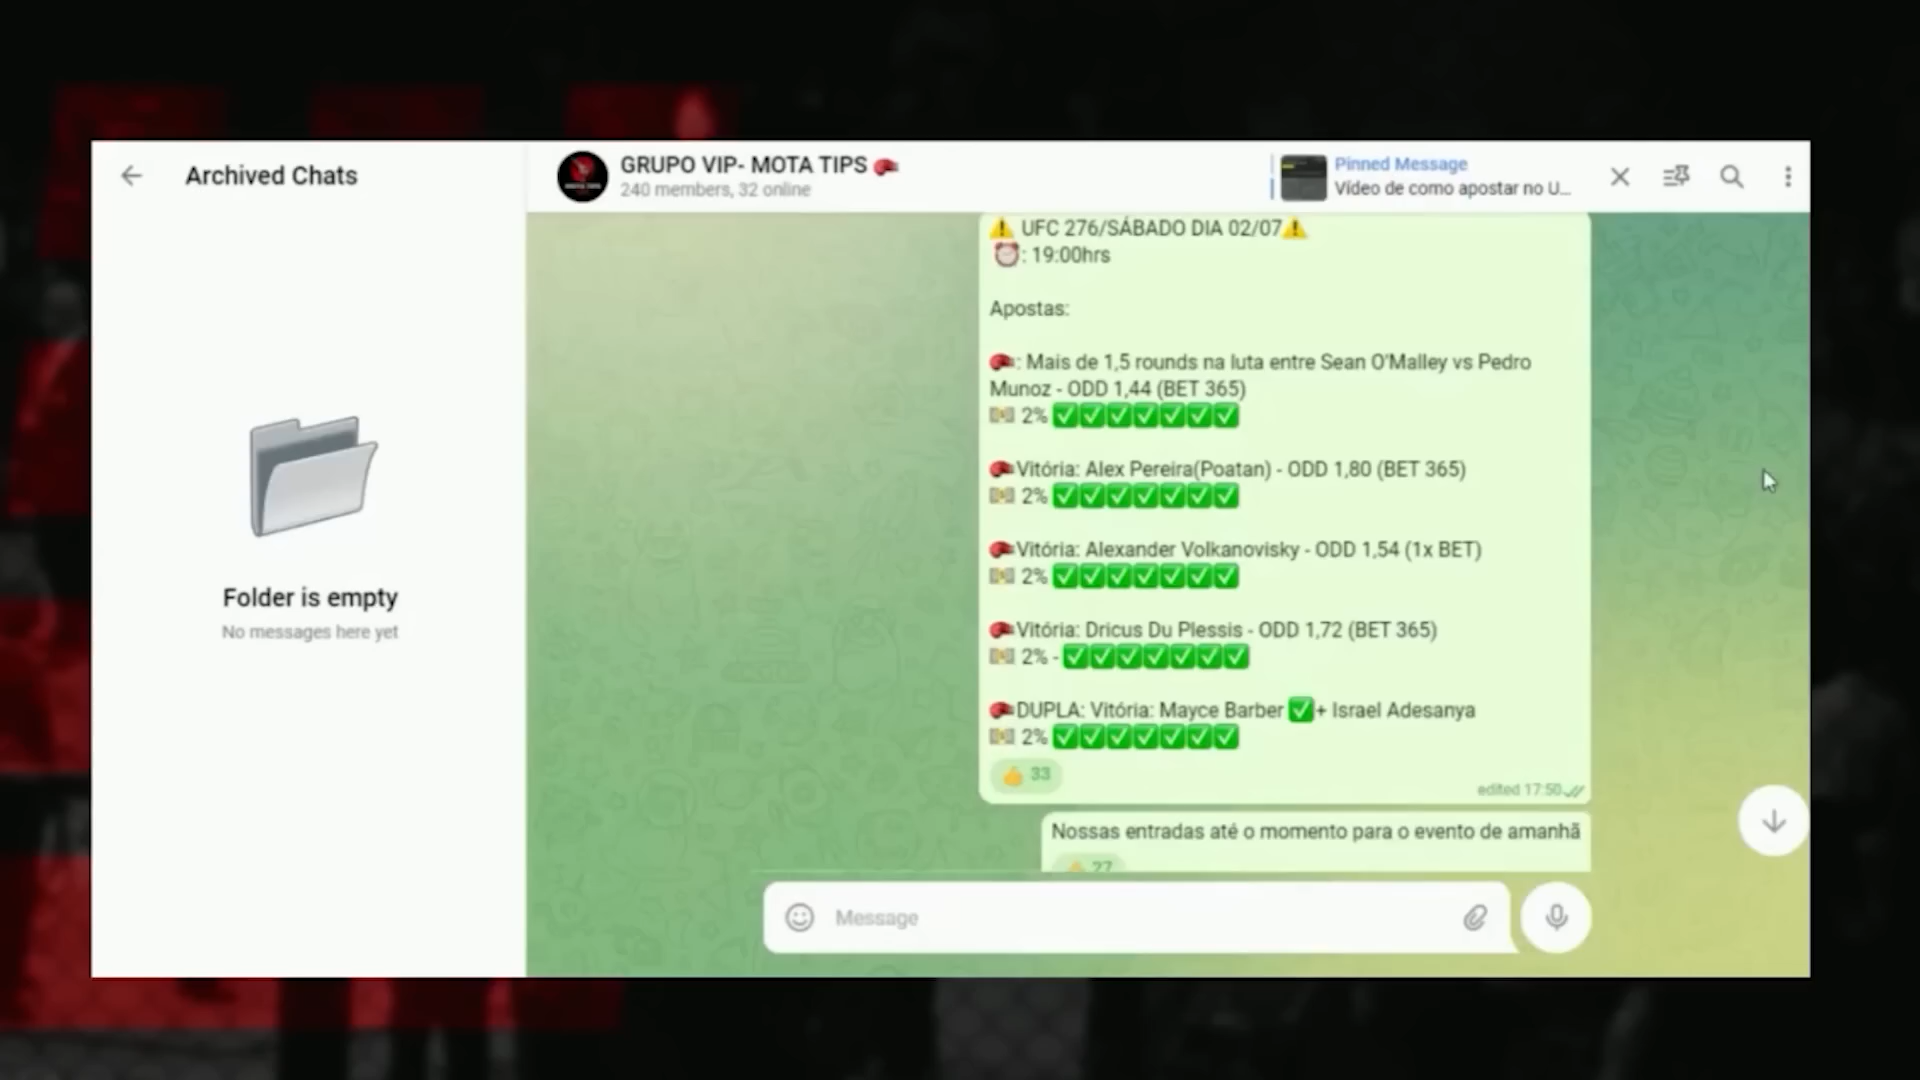 Archived Chats
GRUPO VIP- MOTA TIPS
240 members, 32 online
Pinned Message
Vídeo de como apostar no U...
UFC 276/SÁBADO DIA 02/07
: 19:00hrs
Apostas:
: Mais de 1,5 rounds na luta entre Sean O'Malley vs Pedro
Munoz - ODD 1,44 (BET 365)
2% ✅✅✅✅✅✅✅
Vitória: Alex Pereira(Poatan) - ODD 1,80 (BET 365)
2% ✅✅✅✅✅✅✅
Vitória: Alexander Volkanovisky - ODD 1,54 (1x BET)
2% ✅✅✅✅✅✅✅
Vitória: Dricus Du Plessis - ODD 1,72 (BET 365)
2% - ✅✅✅✅✅✅✅
DUPLA: Vitória: Mayce Barber ✅+ Israel Adesanya
2% ✅✅✅✅✅✅✅
33
edited 17:50
Nossas entradas até o momento para o evento de amanhã
27
Folder is empty
No messages here yet
Message